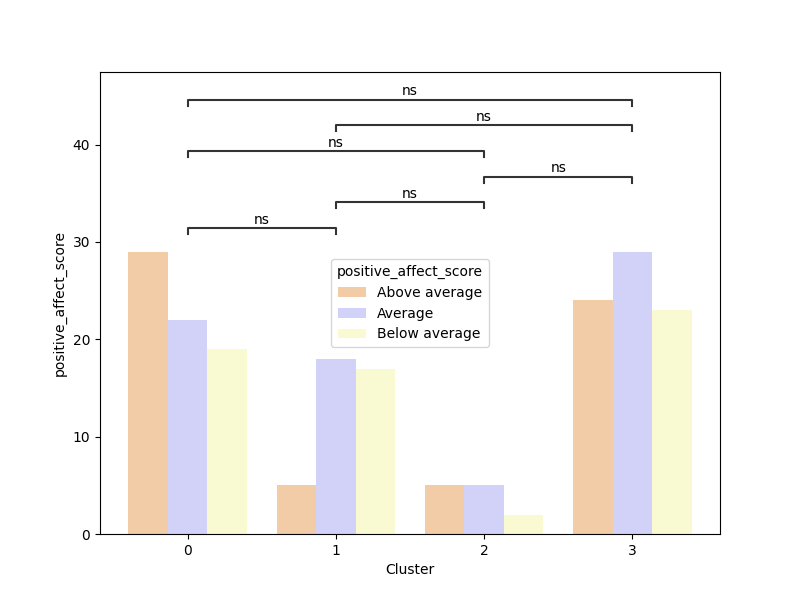 ns
ns
ns
ns
ns
ns
positive_affect_score
Above average
Average
Below average
positive_affect_score
40
30
20
10
0
0 1 2 3
Cluster